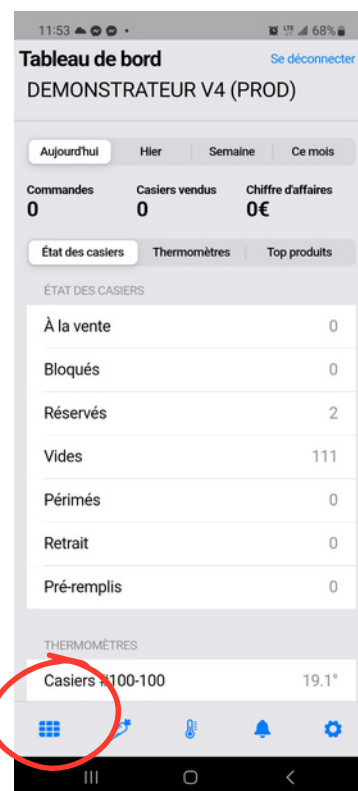 11:53
LTE 68%
Tableau de bord
Se déconnecter
DEMONSTRATEUR V4 (PROD)
Aujourd'hui Hier Semaine Ce mois
Commandes Casiers vendus Chiffre d'affaires
0 0 0€
État des casiers Thermomètres Top produits
ÉTAT DES CASIERS
À la vente 0
Bloqués 0
Réservés 2
Vides 111
Périmés 0
Retrait 0
Pré-remplis 0
THERMOMÈTRES
Casiers #100-100 19.1°